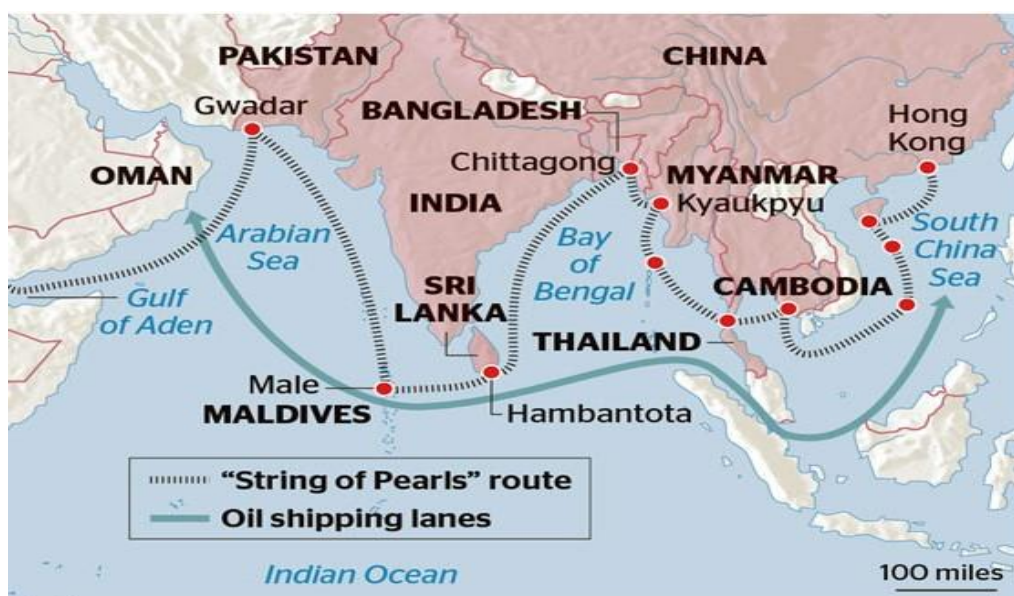 PAKISTAN
CHINA
Gwadar
BANGLADESH
Hong
Kong
Chittagong
OMAN
MYANMAR
INDIA
Kyaukpyu
Arabian
Sea
Bay
of
Bengal
South
China
Sea
SRI
LANKA
CAMBODIA
Gulf
of Aden
THAILAND
Male
MALDIVES
Hambantota
"String of Pearls" route
Oil shipping lanes
Indian Ocean
100 miles